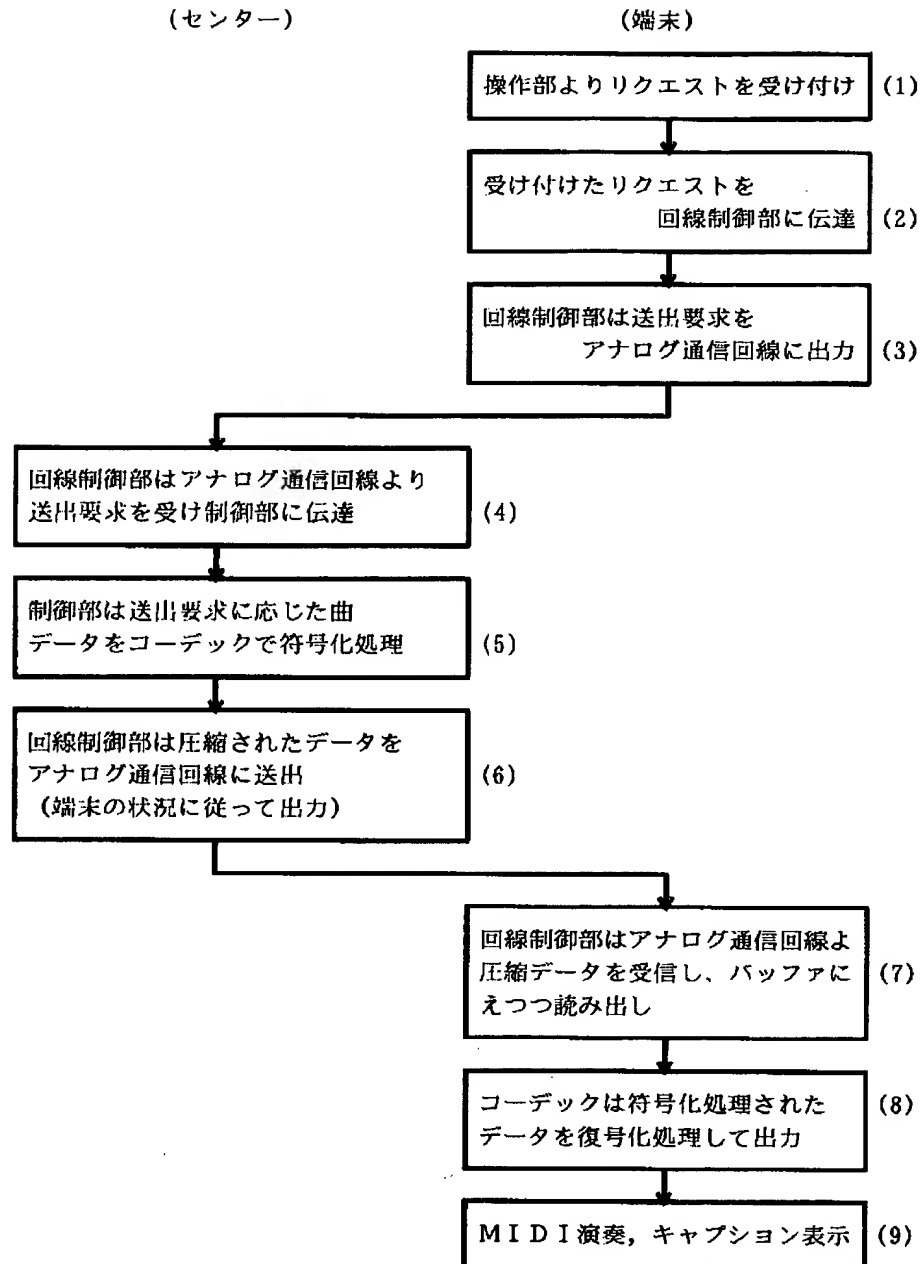 (センター)
(端末)
操作部よりリクエストを受け付け
(1)
受け付けたリクエストを
回線制御部に伝達
(2)
回線制御部は送出要求を
アナログ通信回線に出力
(3)
回線制御部はアナログ通信回線より
送出要求を受け制御部に伝達
(4)
制御部は送出要求に応じた曲
データをコーデックで符号化処理
(5)
回線制御部は圧縮されたデータを
アナログ通信回線に送出
(端末の状況に従って出力)
(6)
回線制御部はアナログ通信回線よ
圧縮データを受信し、バッファに
えつつ読み出し
(7)
コーデックは符号化処理された
データを復号化処理して出力
(8)
MIDI演奏,キャプション表示
(9)